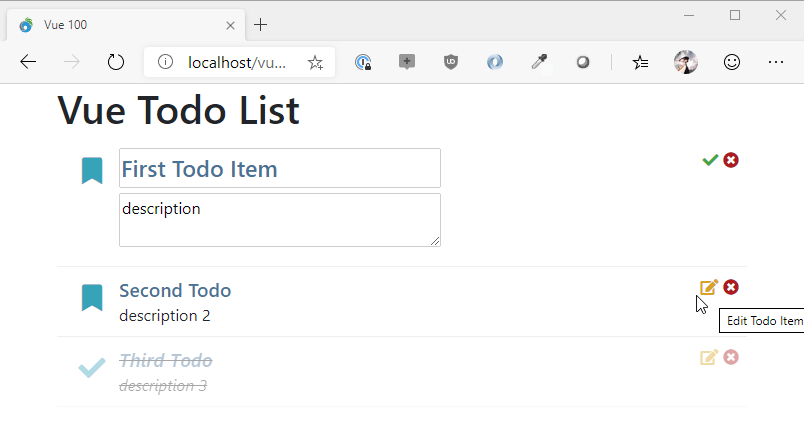 Vue 100
localhost/vu...
Vue Todo List
First Todo Item
description
Second Todo
description 2
Edit Todo Item
Third Todo
description 3